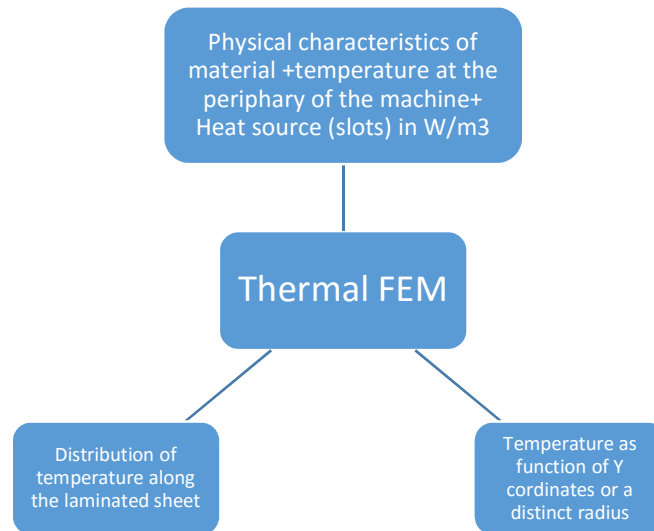 Physical characteristics of
material +temperature at the
periphary of the machine+
Heat source (slots) in W/m3
Thermal FEM
Distribution of
temperature along
the laminated sheet
Temperature as
function of Y
cordinates or a
distinct radius